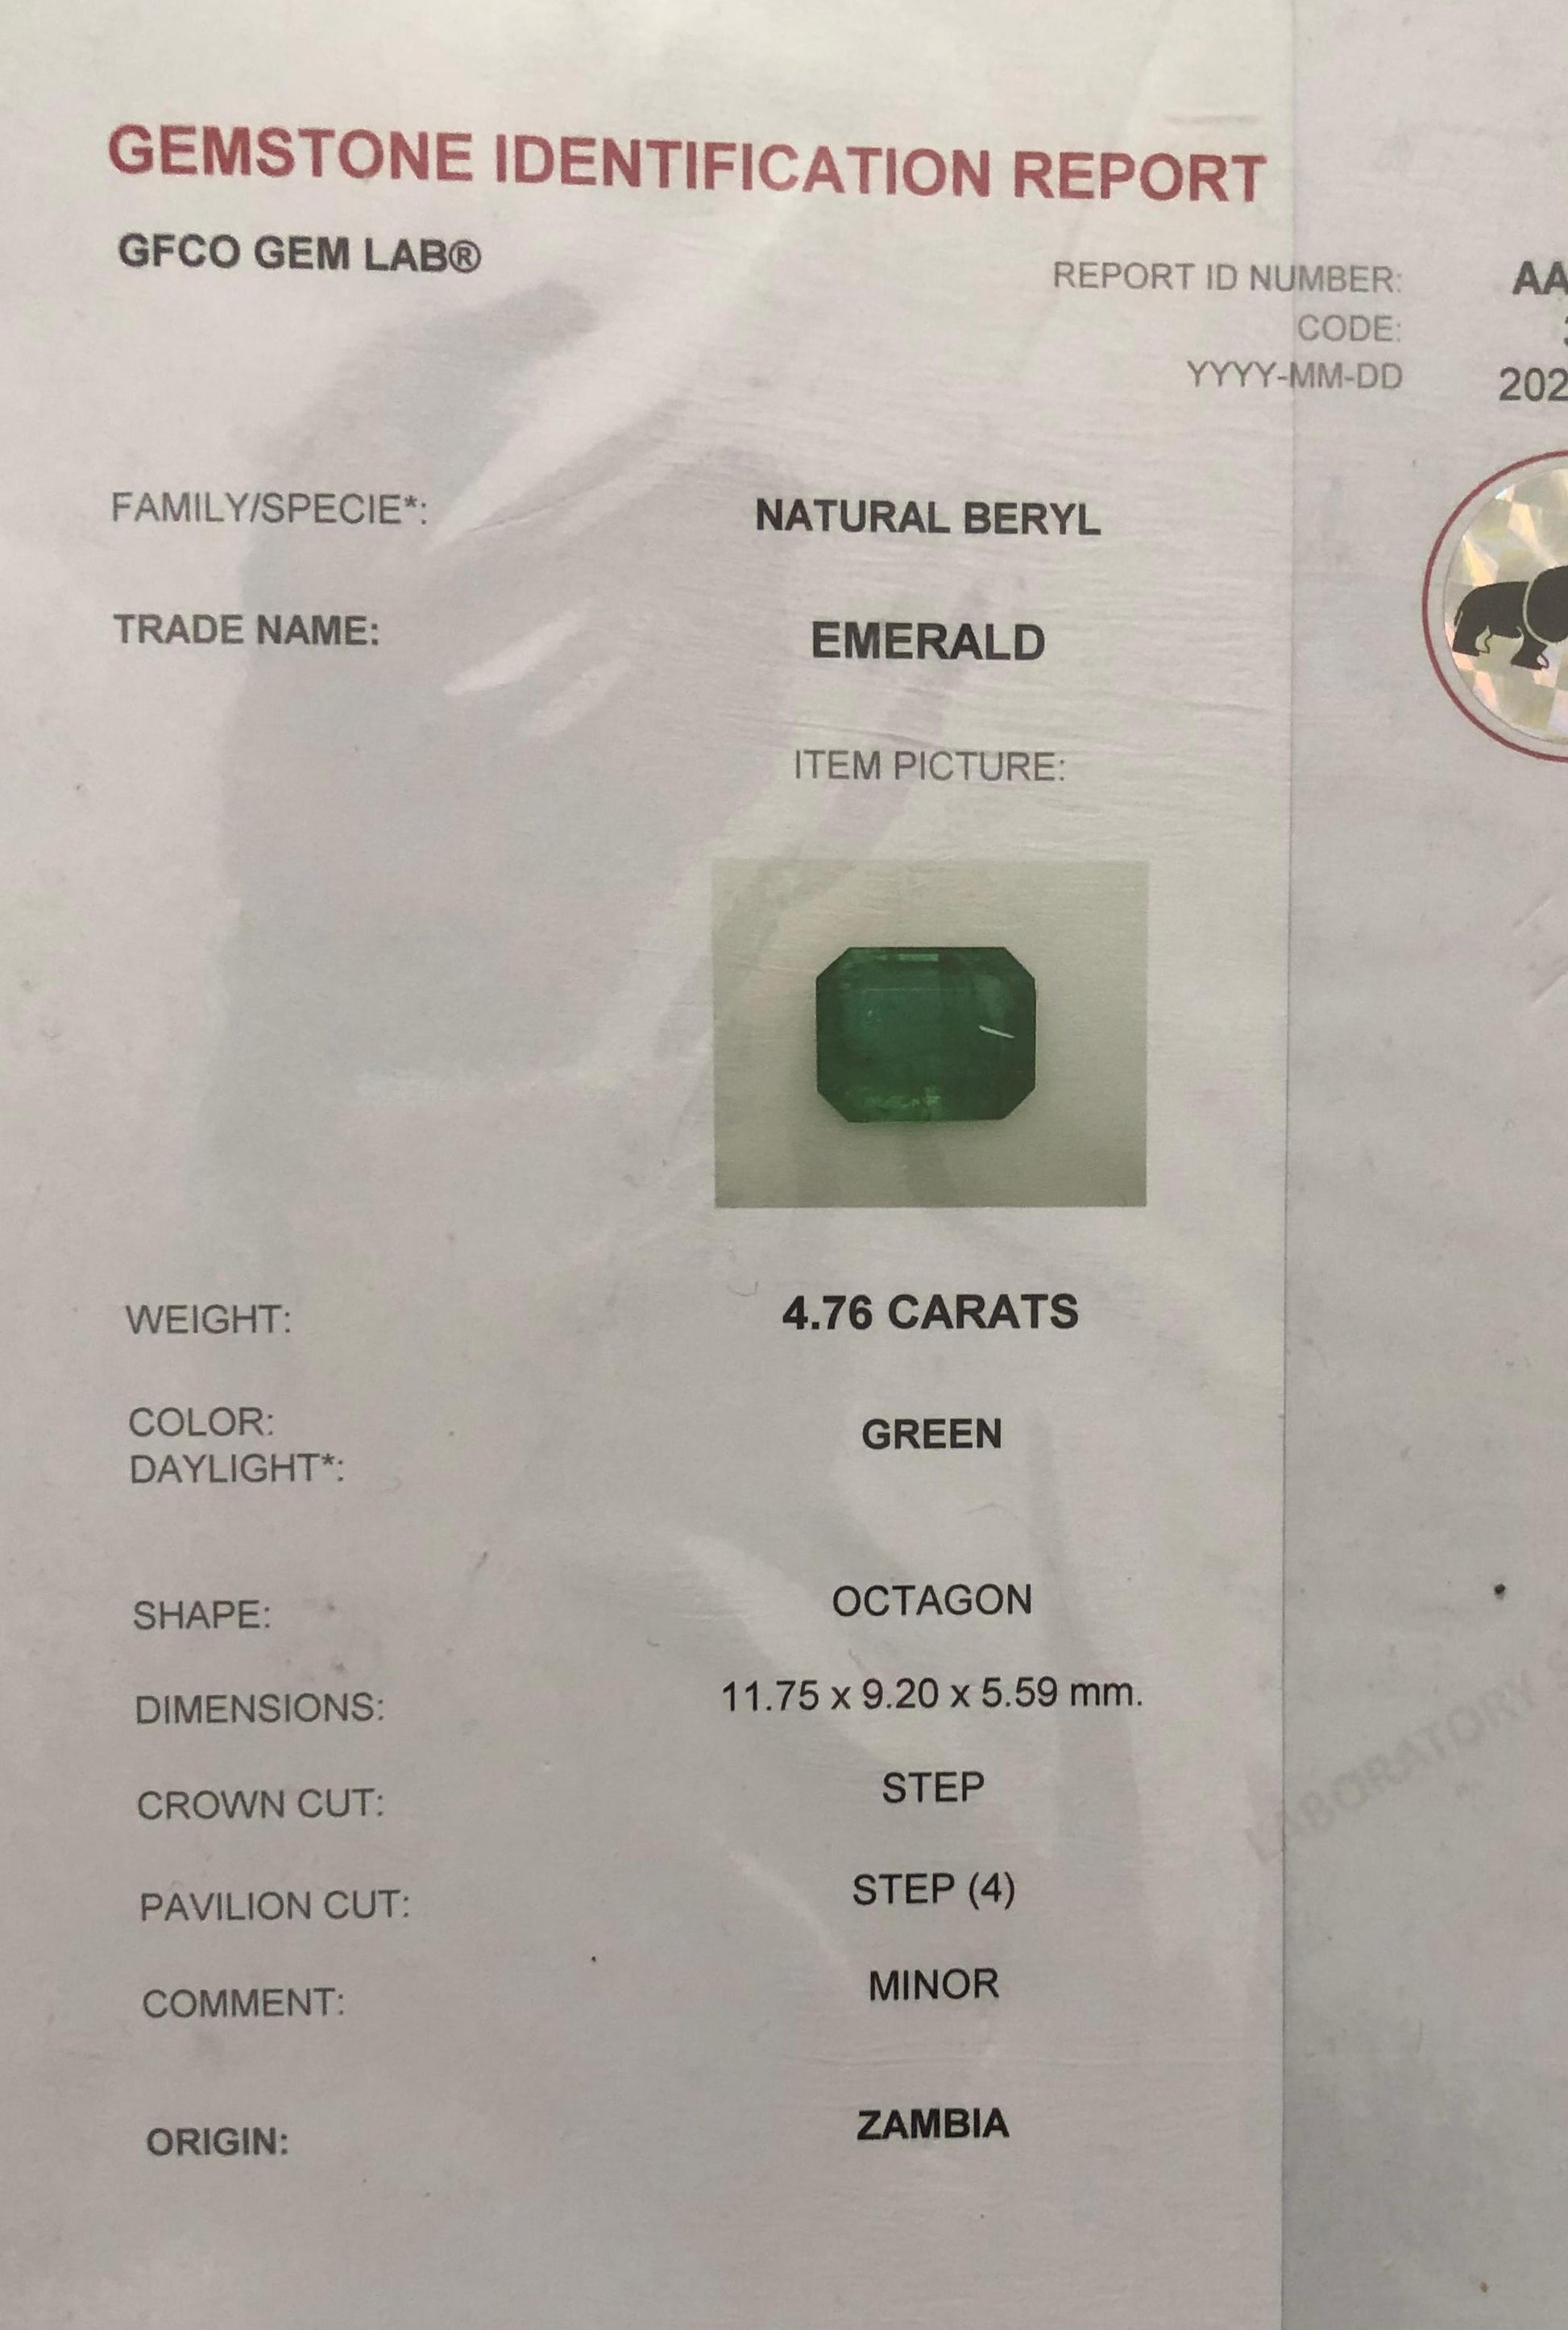 GEMSTONE IDENTIFICATION REPORT
GFCO GEM LAB®
REPORT ID NUMBER: AA
CODE:
YYYY-MM-DD 202
FAMILY/SPECIE*: NATURAL BERYL
TRADE NAME: EMERALD
ITEM PICTURE:
WEIGHT: 4.76 CARATS
COLOR:
DAYLIGHT*: GREEN
SHAPE: OCTAGON
DIMENSIONS: 11.75 x 9.20 x 5.59 mm.
CROWN CUT: STEP
PAVILION CUT: STEP (4)
COMMENT: MINOR
ORIGIN: ZAMBIA
LABORATORY